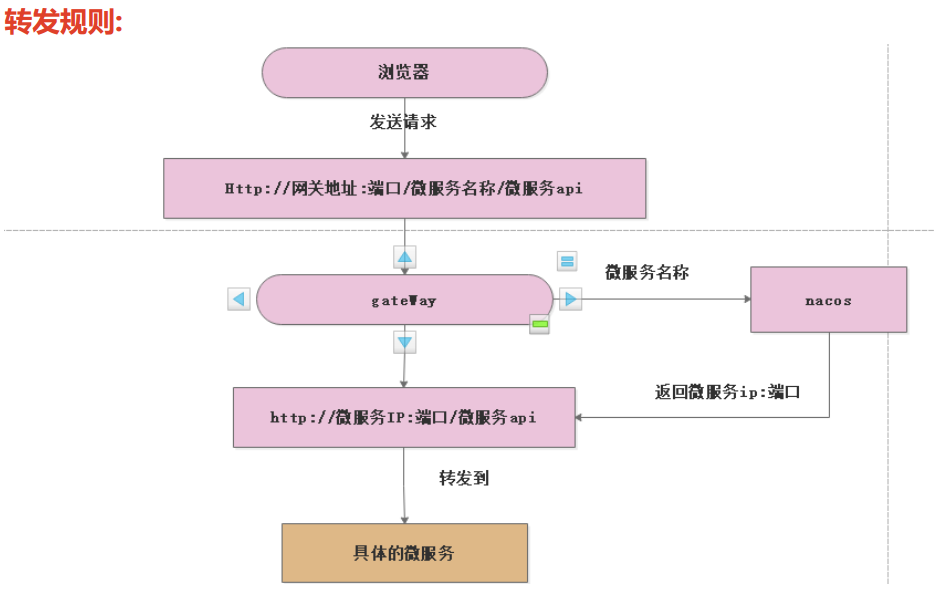 转发规则:
浏览器
发送请求
Http://网关地址:端口/微服务名称/微服务api
微服务名称
gateWay
nacos
返回微服务ip:端口
http://微服务IP:端口/微服务api
转发到
具体的微服务